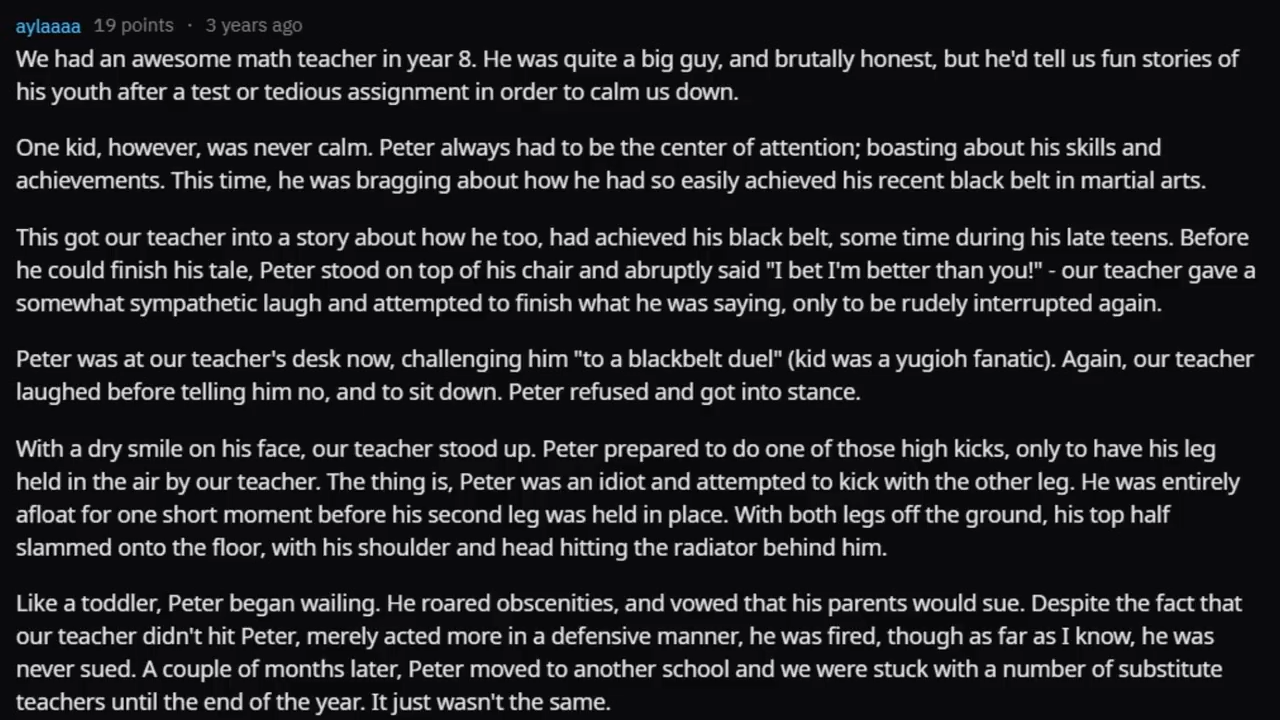 aylaaaa 19 points · 3 years ago
We had an awesome math teacher in year 8. He was quite a big guy, and brutally honest, but he'd tell us fun stories of
his youth after a test or tedious assignment in order to calm us down.
One kid, however, was never calm. Peter always had to be the center of attention; boasting about his skills and
achievements. This time, he was bragging about how he had so easily achieved his recent black belt in martial arts.
This got our teacher into a story about how he too, had achieved his black belt, some time during his late teens. Before
he could finish his tale, Peter stood on top of his chair and abruptly said "I bet I'm better than you!" - our teacher gave a
somewhat sympathetic laugh and attempted to finish what he was saying, only to be rudely interrupted again.
Peter was at our teacher's desk now, challenging him "to a blackbelt duel" (kid was a yugioh fanatic). Again, our teacher
laughed before telling him no, and to sit down. Peter refused and got into stance.
With a dry smile on his face, our teacher stood up. Peter prepared to do one of those high kicks, only to have his leg
held in the air by our teacher. The thing is, Peter was an idiot and attempted to kick with the other leg. He was entirely
afloat for one short moment before his second leg was held in place. With both legs off the ground, his top half
slammed onto the floor, with his shoulder and head hitting the radiator behind him.
Like a toddler, Peter began wailing. He roared obscenities, and vowed that his parents would sue. Despite the fact that
our teacher didn't hit Peter, merely acted more in a defensive manner, he was fired, though as far as I know, he was
never sued. A couple of months later, Peter moved to another school and we were stuck with a number of substitute
teachers until the end of the year. It just wasn't the same.